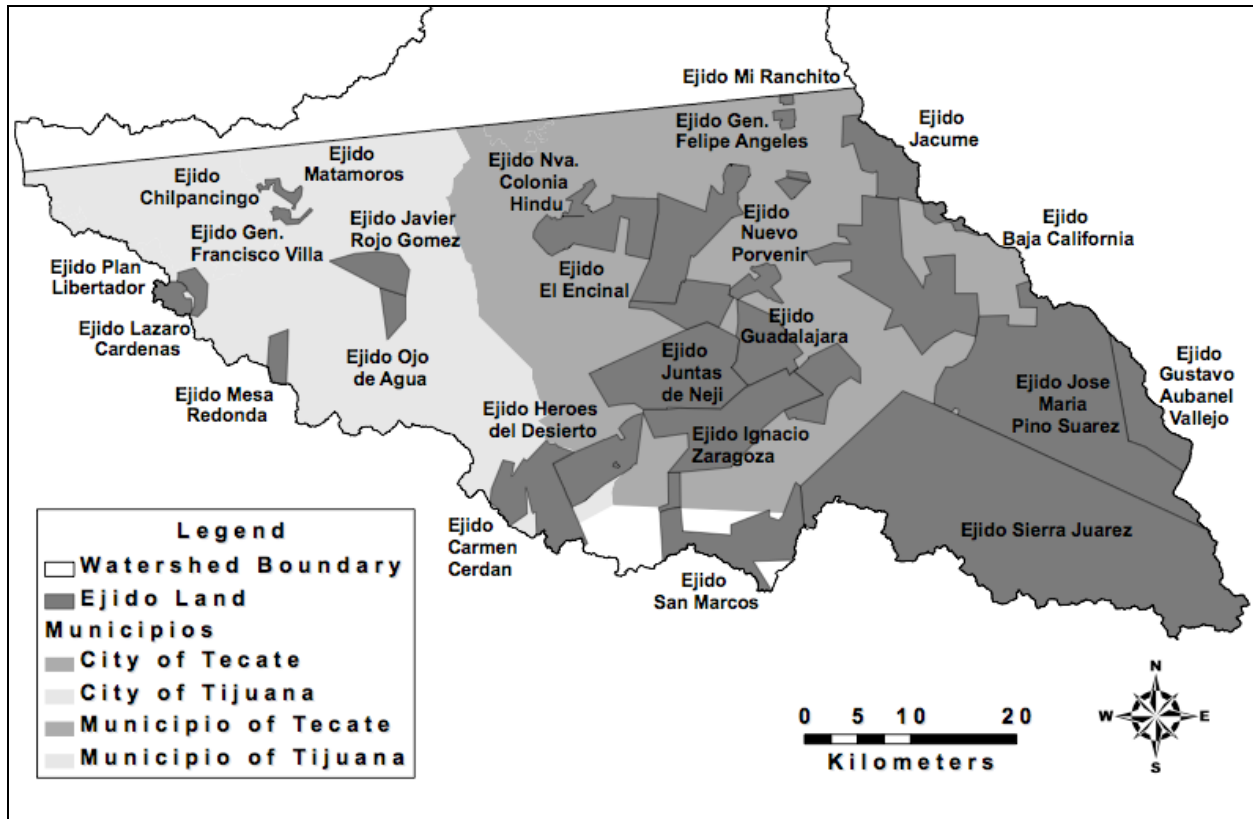 Ejido Mi Ranchito
Ejido Gen.
Felipe Angeles
Ejido
Jacume
Ejido
Matamoros
Ejido
Chilpancingo
Ejido Nva.
Colonia
Hindu
Ejido Gen.
Francisco Villa
Ejido Javier
Rojo Gomez
Ejido
Nuevo
Porvenir
Ejido
Baja California
Ejido Plan
Libertador
Ejido
El Encinal
Ejido Lazaro
Cardenas
Ejido
Guadalajara
Ejido Ojo
de Agua
Ejido
Juntas
de Neji
Ejido Mesa
Redonda
Ejido Jose
Maria
Pino Suarez
Ejido
Gustavo
Aubanel
Vallejo
Ejido Heroes
del Desierto
Ejido Ignacio
Zaragoza
Ejido
Carmen
Cerdan
Ejido Sierra Juarez
Ejido
San Marcos
Legend
Watershed Boundary
Ejido Land
Municipios
City of Tecate
City of Tijuana
Municipio of Tecate
Municipio of Tijuana
0 5 10 20
Kilometers
N
W E
S